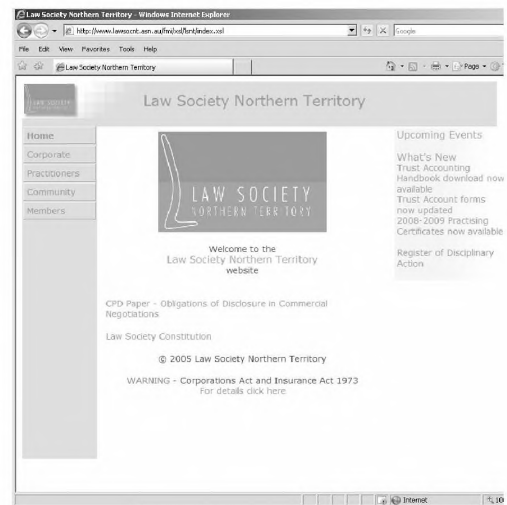 Law Society Northern Territory - Windows Internet Explorer
http://www.lawsocnt.asn.au/fmi/xsl/lsnt/index.xsl
Google
File Edit View Favorites Tools Help
Law Society Northern Territory
Page
LAW SOCIETY
Law Society Northern Territory
Home
Corporate
Practitioners
Community
Members
LAW SOCIETY
NORTHERN TERRITORY
Welcome to the
Law Society Northern Territory
website
CPD Paper - Obligations of Disclosure in Commercial
Negotiations
Law Society Constitution
© 2005 Law Society Northern Territory
WARNING - Corporations Act and Insurance Act 1973
For details click here
Upcoming Events
What's New
Trust Accounting
Handbook download now
available
Trust Account forms
now updated
2008-2009 Practising
Certificates now available
Register of Disciplinary
Action
Internet